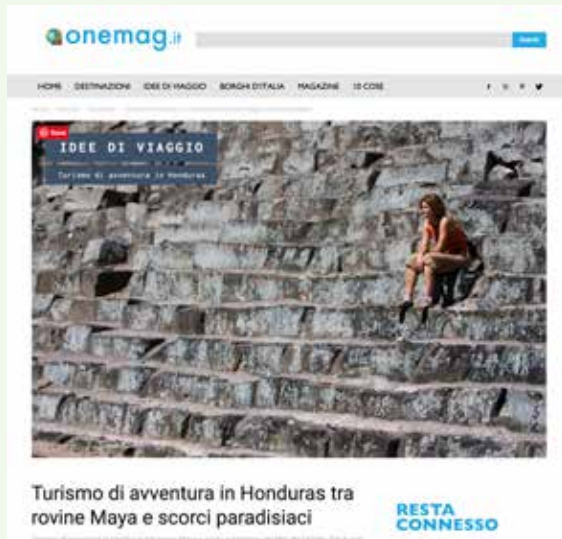 onemag.it
Search
HOME DESTINAZIONI IDEE DI VIAGGIO BORGHI D'ITALIA MAGAZINE 10 COSE
Save
IDEE DI VIAGGIO
Turismo di avventura in Honduras
Turismo di avventura in Honduras tra
rovine Maya e scorci paradisiaci
RESTA
CONNESSO